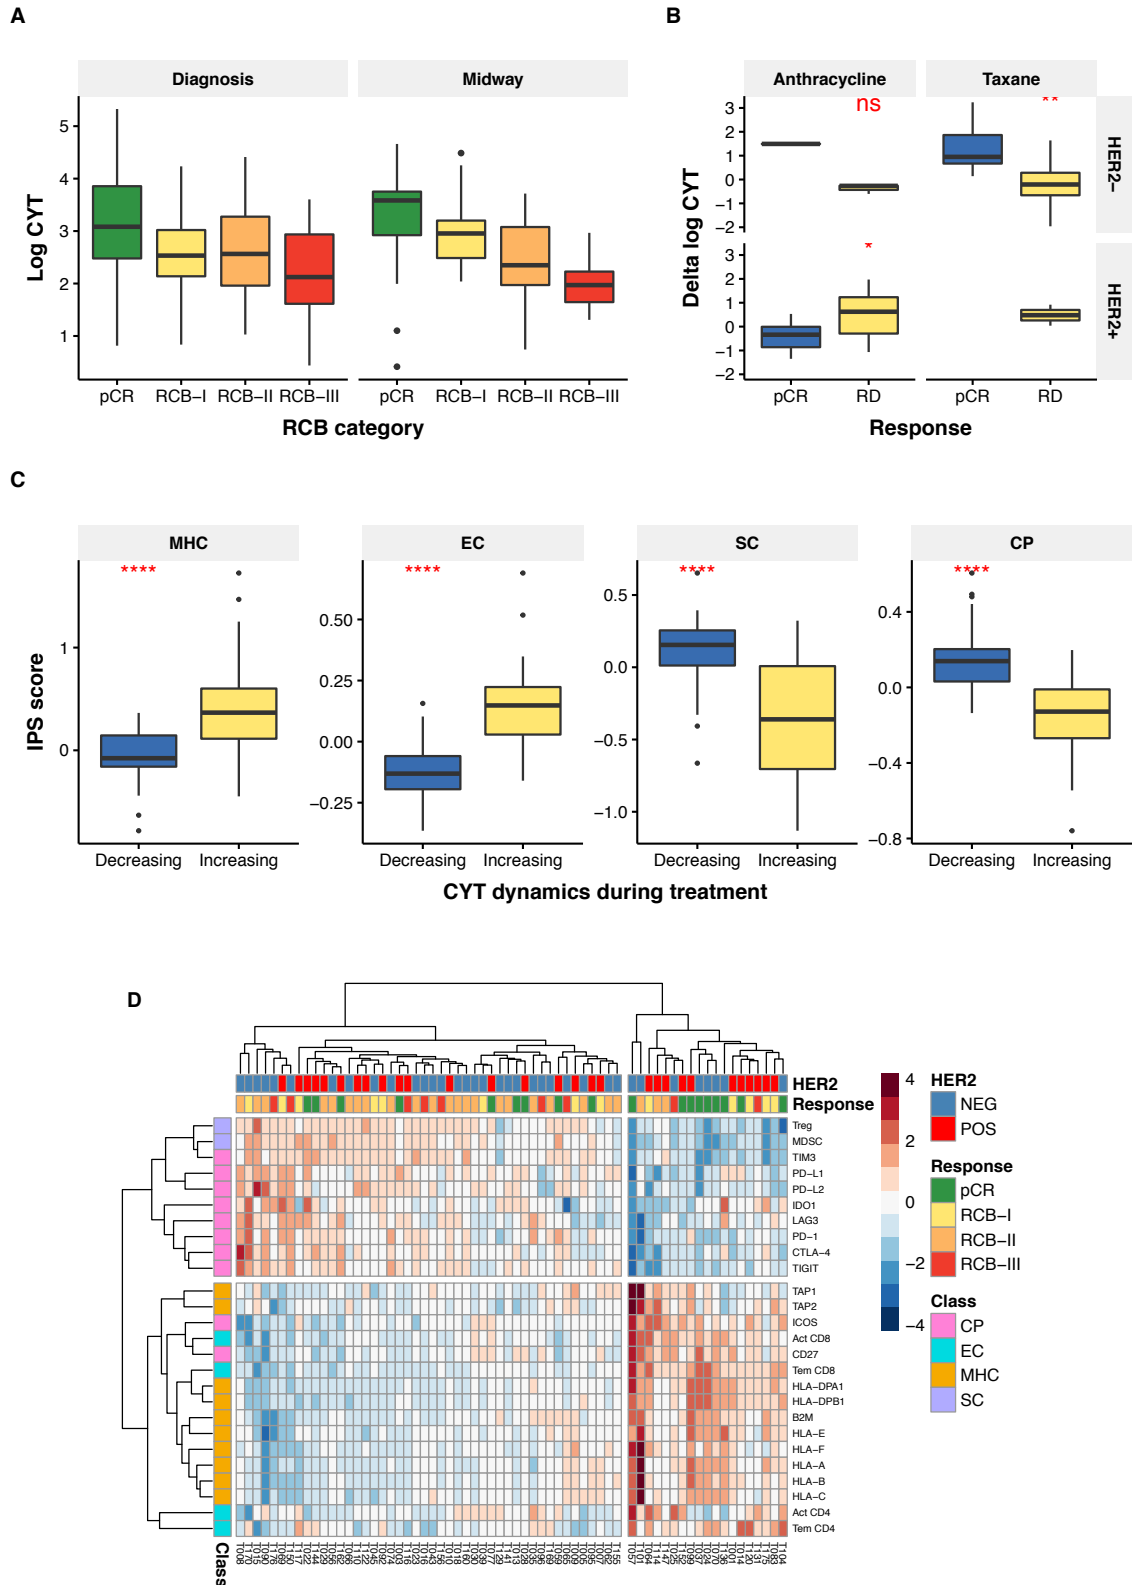 A
B
Diagnosis
Midway
Anthracycline
Taxane
Log CYT
5
4
3
2
1
pCR
RCB-I
RCB-II
RCB-III
pCR
RCB-I
RCB-II
RCB-III
RCB category
Delta log CYT
3
2
1
0
−1
−2
3
2
1
0
−1
−2
ns
**
*
HER2−
HER2+
pCR
RD
pCR
RD
Response
C
MHC
EC
SC
CP
IPS score
****
****
****
****
1
0
0.50
0.25
0.00
−0.25
0.5
0.0
−0.5
−1.0
0.4
0.0
−0.4
−0.8
Decreasing
Increasing
Decreasing
Increasing
Decreasing
Increasing
Decreasing
Increasing
CYT dynamics during treatment
D
HER2
Response
Treg
MDSC
TIM3
PD−L1
PD−L2
IDO1
LAG3
PD−1
CTLA−4
TIGIT
TAP1
TAP2
ICOS
Act CD8
CD27
Tem CD8
HLA−DPA1
HLA−DPB1
B2M
HLA−E
HLA−F
HLA−A
HLA−B
HLA−C
Act CD4
Tem CD4
Class
4
2
0
−2
−4
HER2
NEG
POS
Response
pCR
RCB−I
RCB−II
RCB−III
Class
CP
EC
MHC
SC